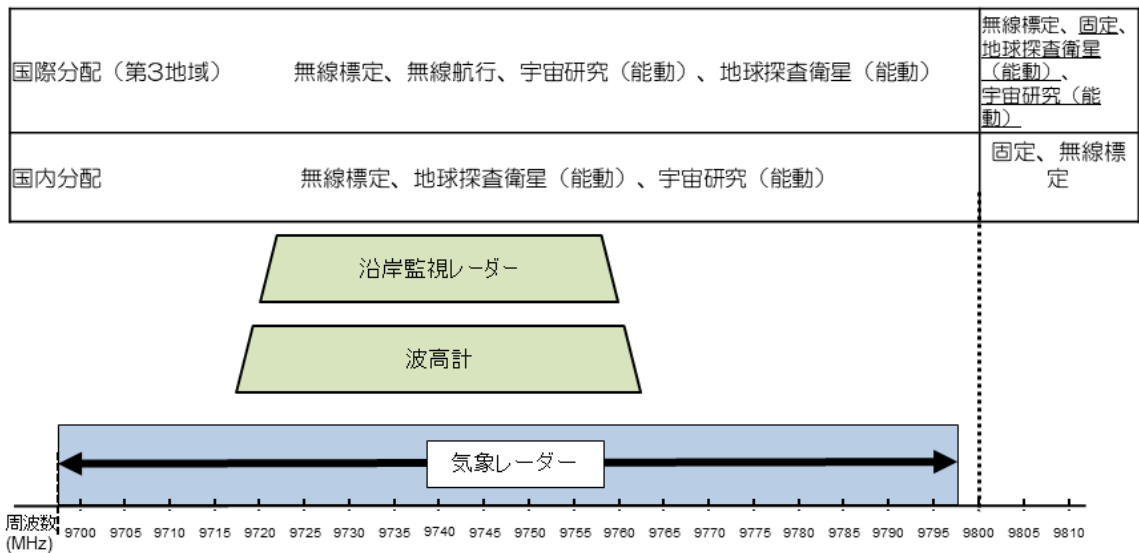 国際分配（第3地域）
無線標定、無線航行、宇宙研究（能動）、地球探査衛星（能動）
無線標定、固定、
地球探査衛星
（能動）、
宇宙研究（能
動）
国内分配
無線標定、地球探査衛星（能動）、宇宙研究（能動）
固定、無線標
定
沿岸監視レーダー
波高計
気象レーダー
周波数
(MHz)
9700 9705 9710 9715 9720 9725 9730 9735 9740 9745 9750 9755 9760 9770 9775 9780 9785 9790 9795 9800 9805 9810